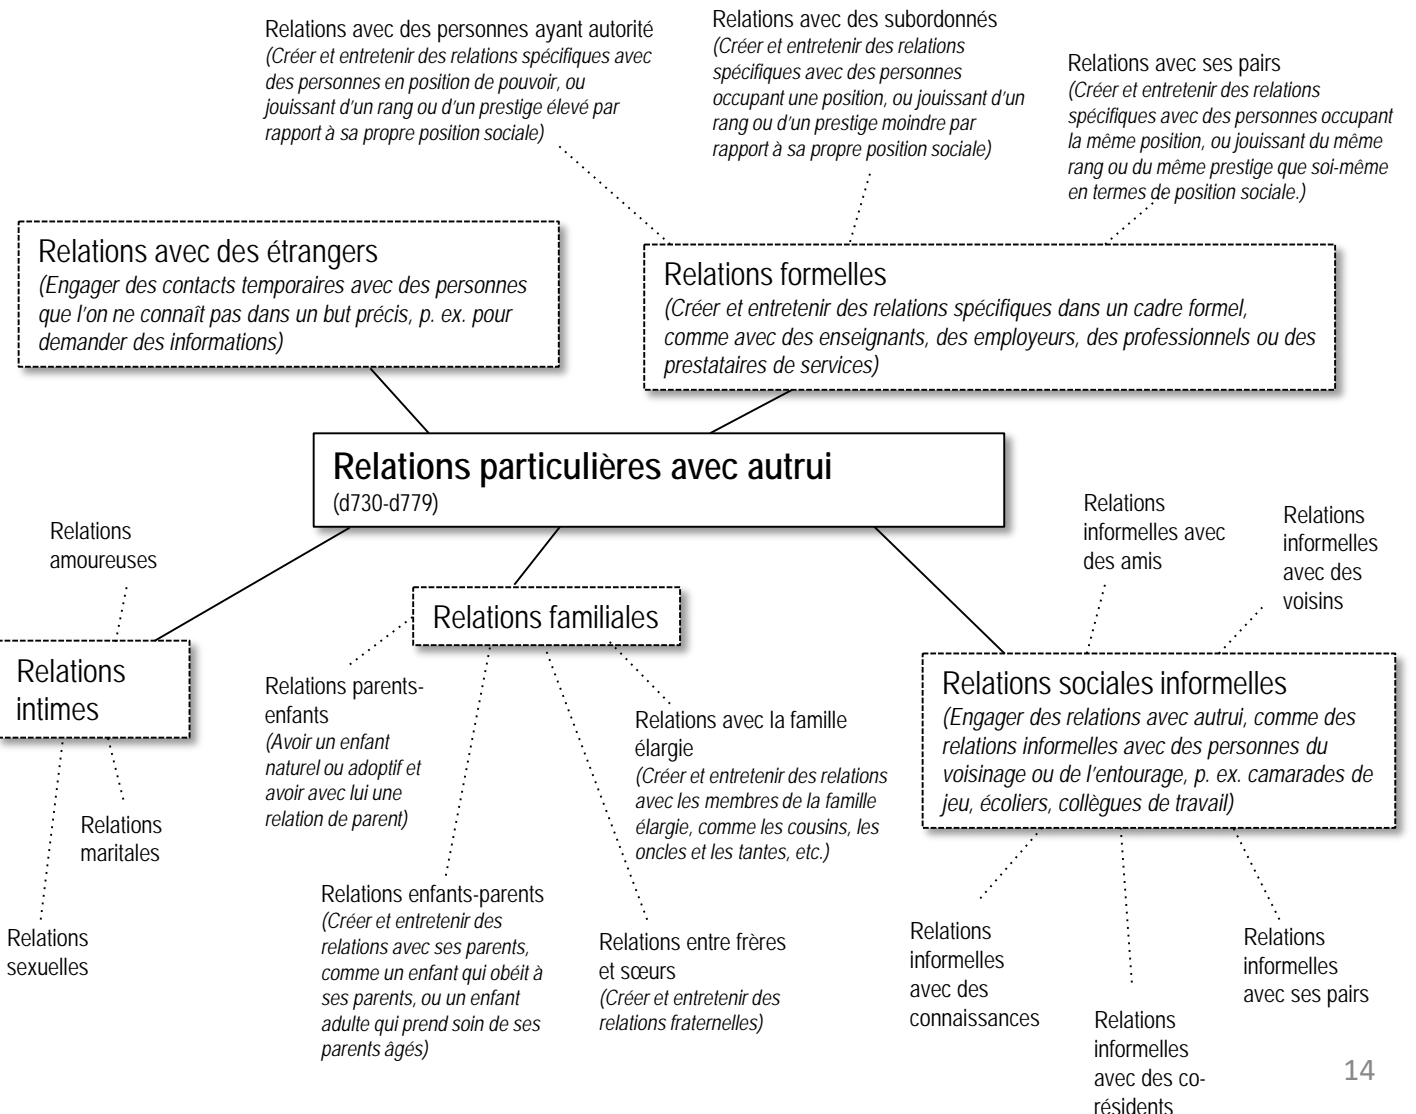 Relations avec des personnes ayant autorité
(Créer et entretenir des relations spécifiques avec
des personnes en position de pouvoir, ou
jouissant d'un rang ou d'un prestige élevé par
rapport à sa propre position sociale)
Relations avec des subordonnés
(Créer et entretenir des relations
spécifiques avec des personnes
occupant une position, ou jouissant d'un
rang ou d'un prestige moindre par
rapport à sa propre position sociale)
Relations avec ses pairs
(Créer et entretenir des relations
spécifiques avec des personnes occupant
la même position, ou jouissant du même
rang ou du même prestige que soi-même
en termes de position sociale.)
Relations avec des étrangers
(Engager des contacts temporaires avec des personnes
que l'on ne connaît pas dans un but précis, p. ex. pour
demander des informations)
Relations formelles
(Créer et entretenir des relations spécifiques dans un cadre formel,
comme avec des enseignants, des employeurs, des professionnels ou des
prestataires de services)
Relations particulières avec autrui
(d730-d779)
Relations
amoureuses
Relations
informelles avec
des amis
Relations
informelles
avec des
voisins
Relations familiales
Relations
intimes
Relations parents-
enfants
(Avoir un enfant
naturel ou adoptif et
avoir avec lui une
relation de parent)
Relations avec la famille
élargie
(Créer et entretenir des relations
avec les membres de la famille
élargie, comme les cousins, les
oncles et les tantes, etc.)
Relations sociales informelles
(Engager des relations avec autrui, comme des
relations informelles avec des personnes du
voisinage ou de l'entourage, p. ex. camarades de
jeu, écoliers, collègues de travail)
Relations
maritales
Relations
sexuelles
Relations enfants-parents
(Créer et entretenir des
relations avec ses parents,
comme un enfant qui obéit à
ses parents, ou un enfant
adulte qui prend soin de ses
parents âgés)
Relations entre frères
et sœurs
(Créer et entretenir des
relations fraternelles)
Relations
informelles
avec des
connaissances
Relations
informelles
avec des co-
résidents
Relations
informelles
avec ses pairs
14